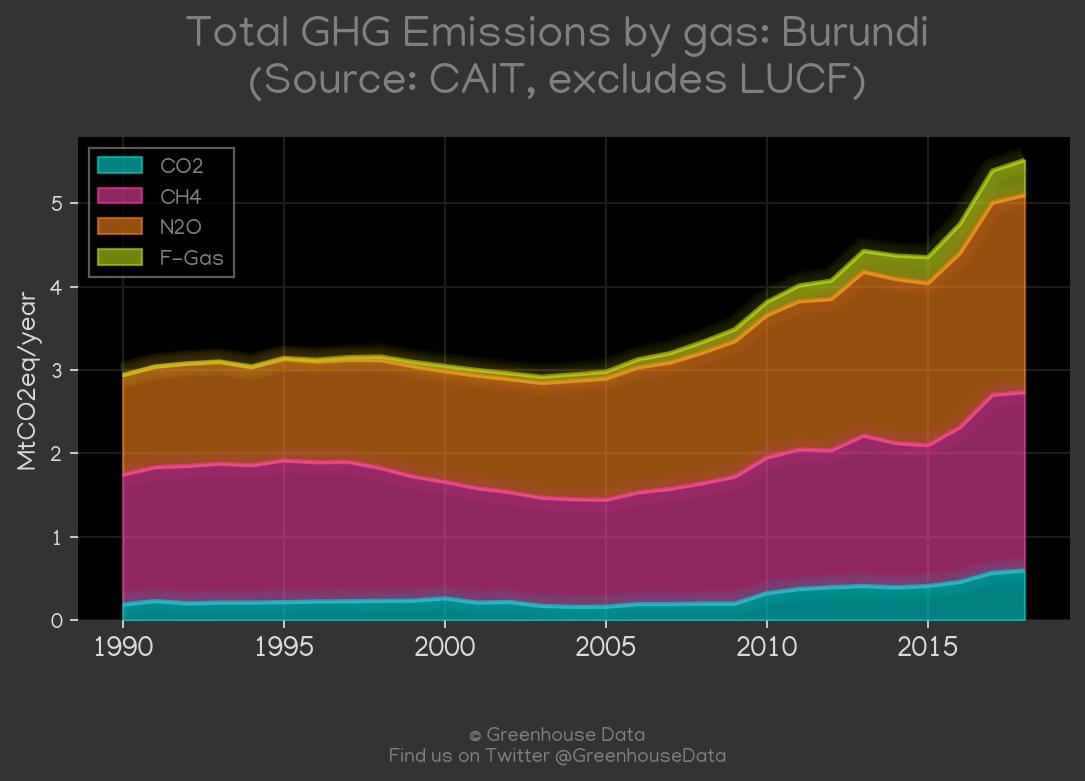 Total GHG Emissions by gas: Burundi
(Source: CAIT, excludes LUCF)
CO2
CH4
N2O
F-Gas
MtCO2eq/year
5
4
3
2
1
0
1990 1995 2000 2005 2010 2015
© Greenhouse Data
Find us on Twitter @GreenhouseData